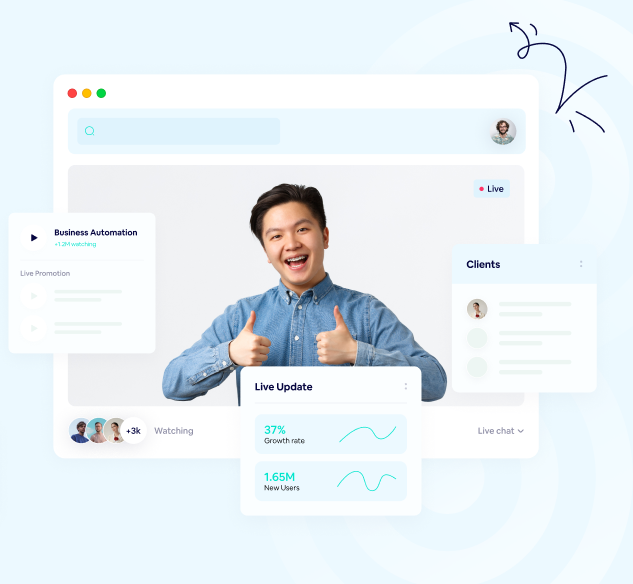 Live
Business Automation
+1.2M watching
Live Promotion
Clients
Live Update
37%
Growth rate
1.65M
New Users
+3k
Watching
Live chat